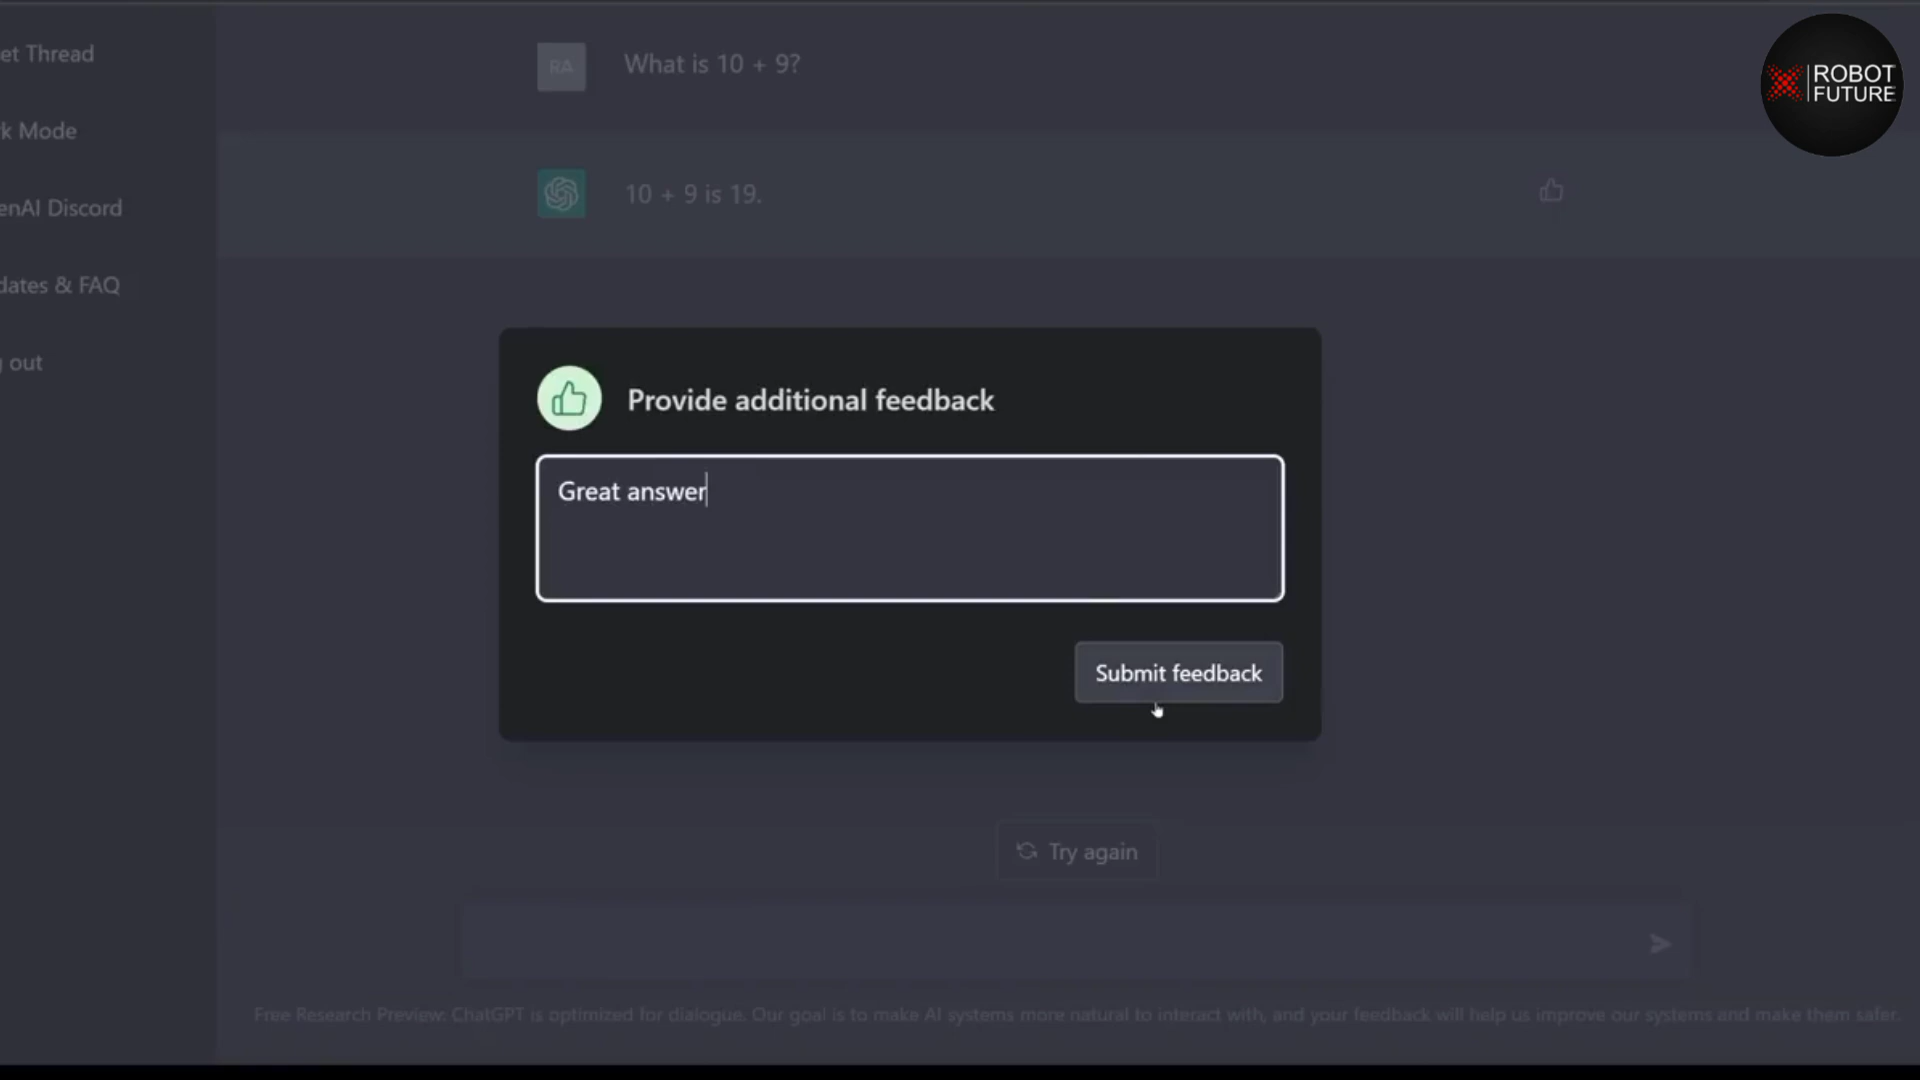 et Thread
k Mode
enAI Discord
dates & FAQ
out
RA
What is 10 + 9?
10 + 9 is 19.
ROBOT
FUTURE
Provide additional feedback
Great answer
Submit feedback
Try again
Free Research Preview: ChatGPT is optimized for dialogue. Our goal is to make AI systems more natural to interact with, and your feedback will help us improve our systems and make them safer.